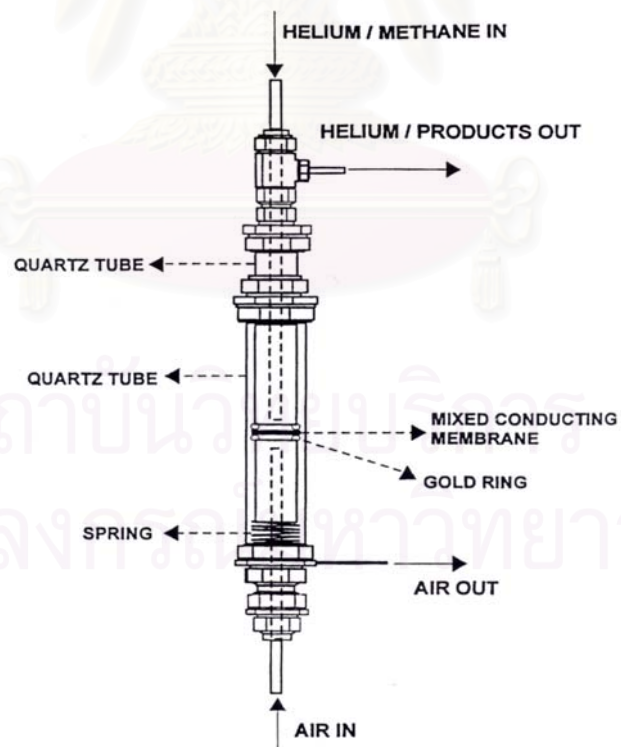 HELIUM / METHANE IN
HELIUM / PRODUCTS OUT
QUARTZ TUBE
QUARTZ TUBE
MIXED CONDUCTING
MEMBRANE
GOLD RING
SPRING
AIR OUT
AIR IN